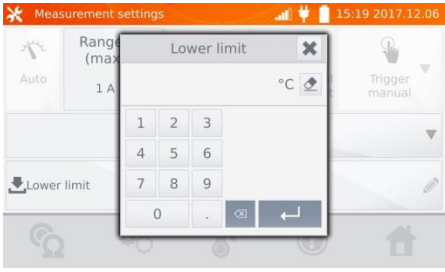 Measurement settings 15:19 2017.12.06
Range
(max
Lower limit
Auto
1 A
°C
Trigger
manual
1 2 3
4 5 6
7 8 9
0 .
Lower limit